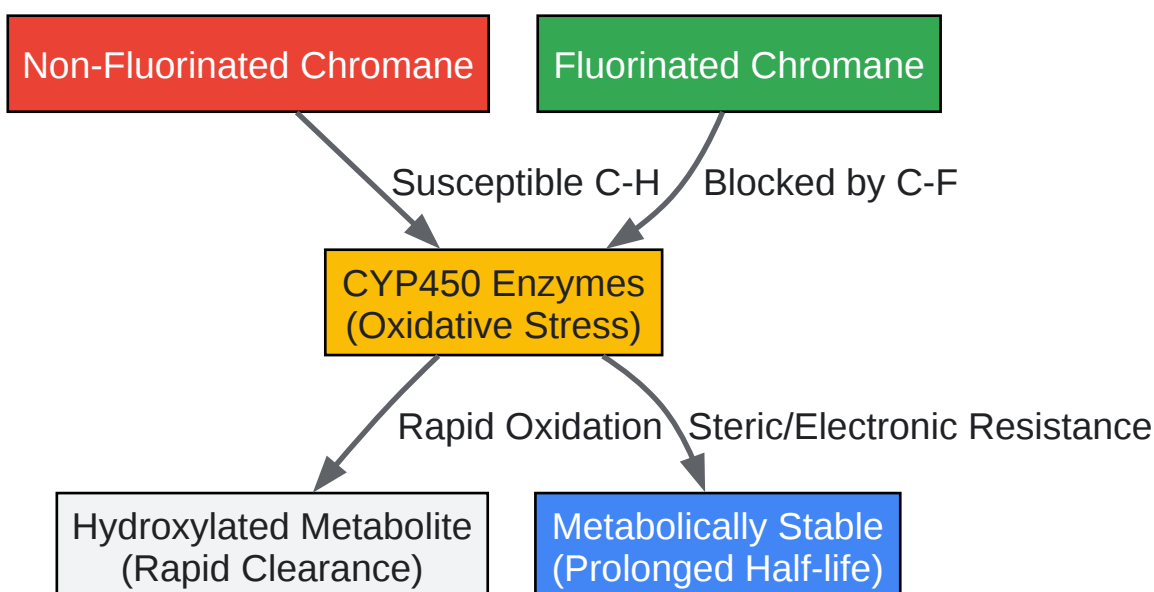 Non-Fluorinated Chromane
Fluorinated Chromane
Susceptible C-H
Blocked by C-F
CYP450 Enzymes
(Oxidative Stress)
Rapid Oxidation
Steric/Electronic Resistance
Hydroxylated Metabolite
(Rapid Clearance)
Metabolically Stable
(Prolonged Half-life)